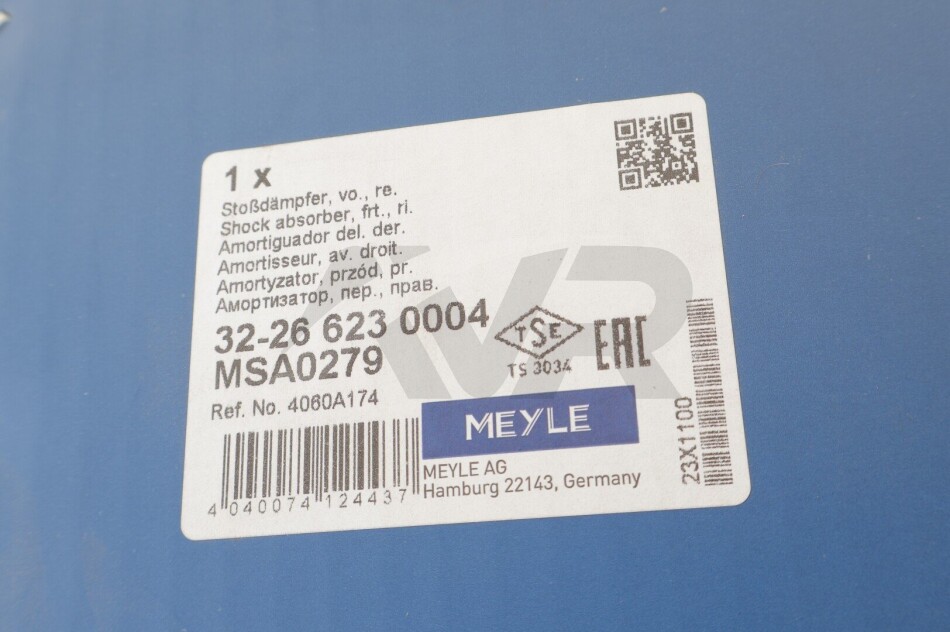 1 x
Stoßdämpfer, vo., re.
Shock absorber, frt., ri.
Amortiguador del. der.
Amortisseur, av. droit.
Amortyzator, przód, pr.
Амортизатор, пер., прав.
32-26 623 0004
MSA0279
TSE
TS 3034
EAC
Ref. No. 4060A174
MEYLE
MEYLE AG
Hamburg 22143, Germany
4 040074 124437
23X1100
VR